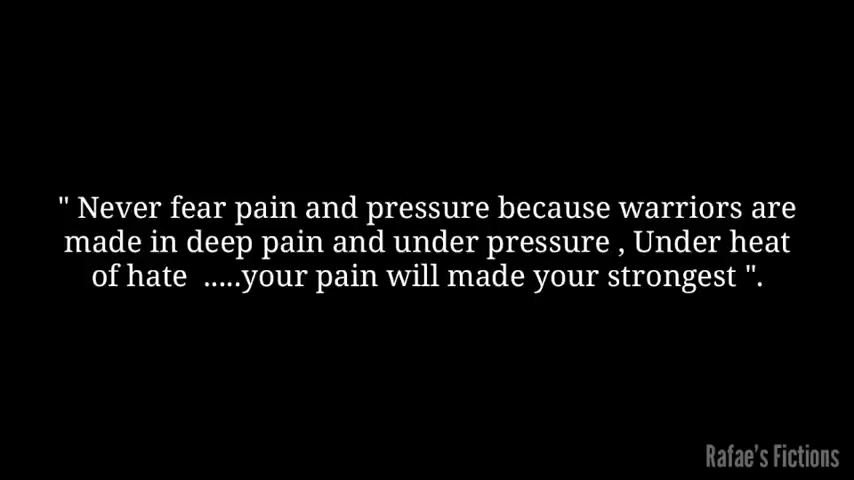 " Never fear pain and pressure because warriors are
made in deep pain and under pressure , Under heat
of hate  .....your pain will made your strongest ".
Rafae's Fictions